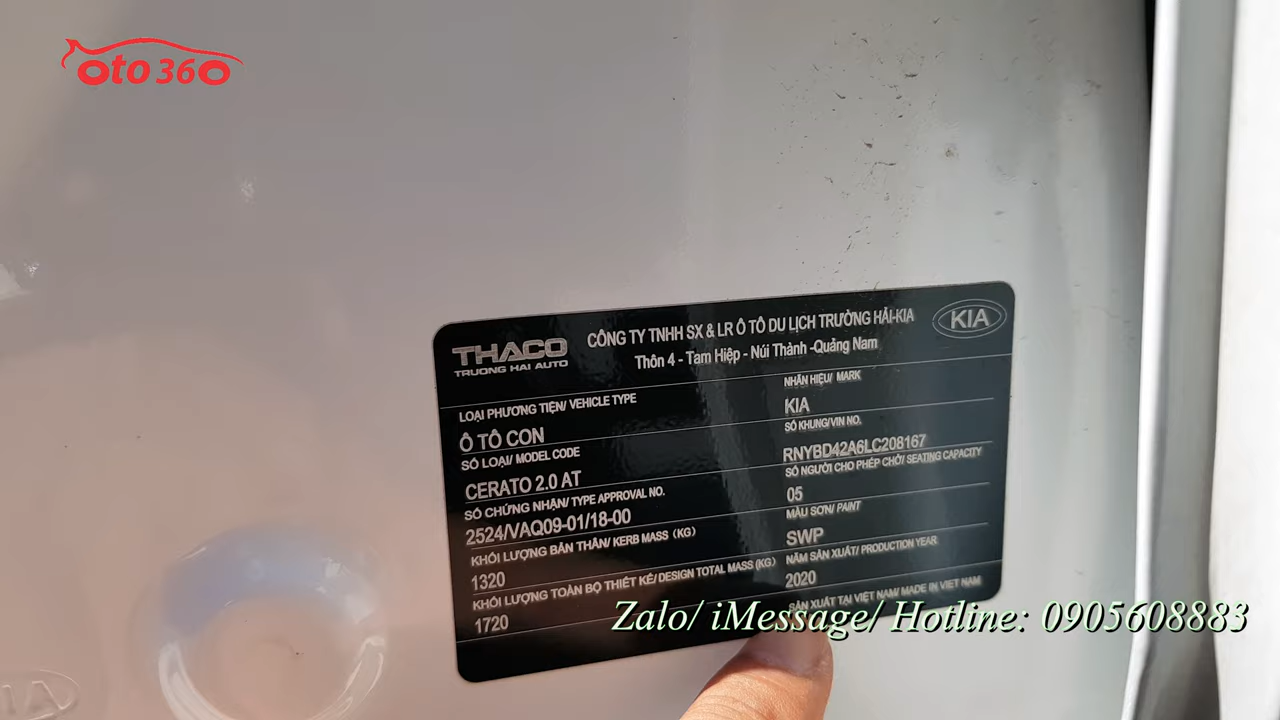 oto 360
THACO
TRUONG HAI AUTO
CÔNG TY TNHH SX & LR Ô TÔ DU LỊCH TRƯỜNG HẢI-KIA
Thôn 4 - Tam Hiệp - Núi Thành -Quảng Nam
KIA
LOẠI PHƯƠNG TIỆN/ VEHICLE TYPE
Ô TÔ CON
SỐ LOẠI/ MODEL CODE
CERATO 2.0 AT
SỐ CHỨNG NHẬN/ TYPE APPROVAL NO.
2524/VAQ09-01/18-00
KHỐI LƯỢNG BẢN THÂN/ KERB MASS (KG)
1320
KHỐI LƯỢNG TOÀN BỘ THIẾT KẾ/ DESIGN TOTAL MASS (KG)
1720
NHÃN HIỆU/ MARK
KIA
SỐ KHUNG/VIN NO.
RNYBD42A6LC208167
SỐ NGƯỜI CHO PHÉP CHỞ/ SEATING CAPACITY
05
MÀU SƠN/ PAINT
SWP
NĂM SẢN XUẤT/ PRODUCTION YEAR
2020
SẢN XUẤT TẠI VIỆT NAM/ MADE IN VIET NAM
Zalo/ iMessage/ Hotline: 0905608883